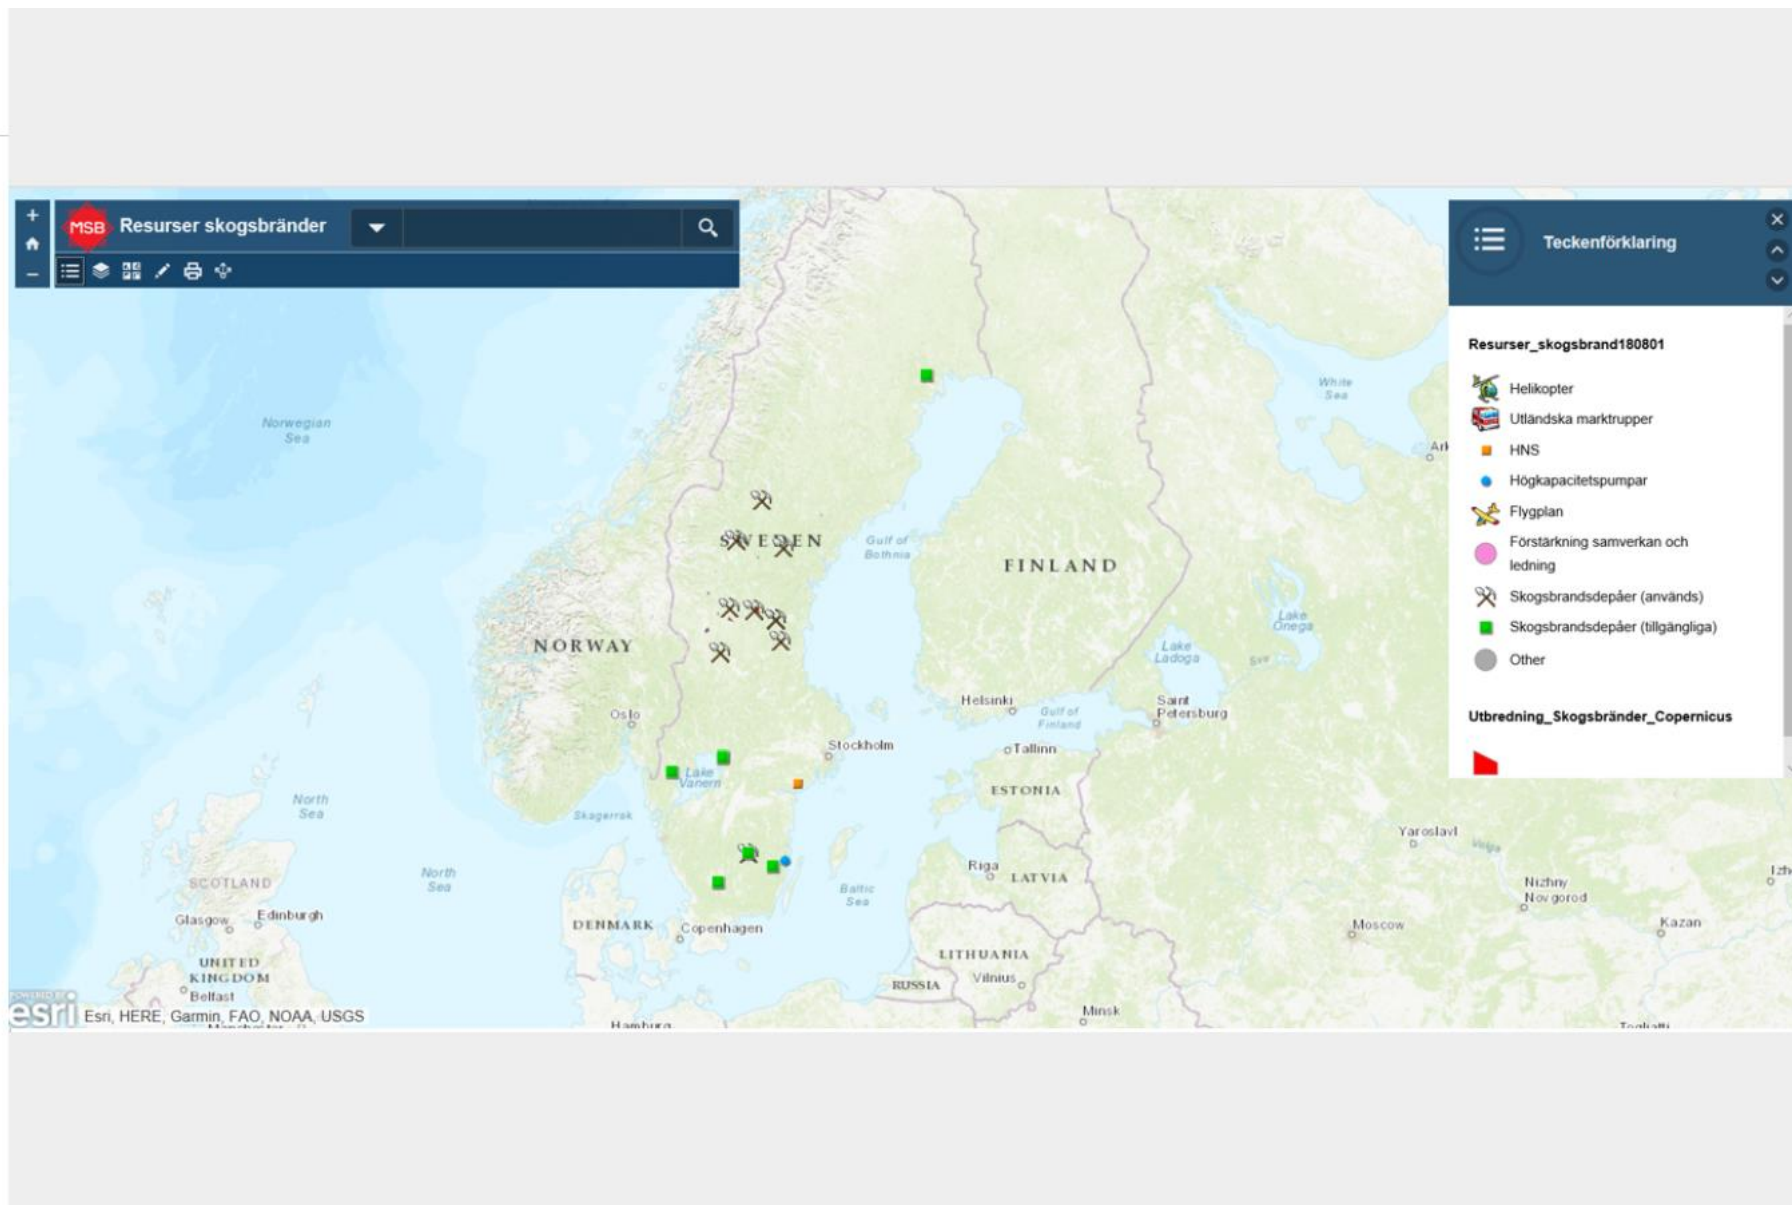 MSB
Resurser skogsbränder
Teckenförklaring
Resurser_skogsbrand180801
Helikopter
Utländska marktrupper
HNS
Högkapacitetspumpar
Flygplan
Förstärkning samverkan och
ledning
Skogsbrandsdepåer (används)
Skogsbrandsdepåer (tillgängliga)
Other
Utbredning_Skogsbränder_Copernicus
White
Sea
Norwegian
Sea
SWEDEN
Gulf of
Bothnia
FINLAND
Lake
Onega
NORWAY
Lake
Ladoga
Helsinki
Saint
Petersburg
Oslo
Gulf of
Finland
Stockholm
Tallinn
Lake
Vanern
ESTONIA
North
Sea
Skagerrak
Yaroslavl
Volga
Riga
LATVIA
North
Sea
SCOTLAND
Baltic
Sea
Nizhny
Novgorod
Glasgow
Edinburgh
DENMARK
Copenhagen
Moscow
Kazan
LITHUANIA
UNITED
KINGDOM
RUSSIA
Vilnius
Belfast
POWERED BY
esri
Esri, HERE, Garmin, FAO, NOAA, USGS
Minsk